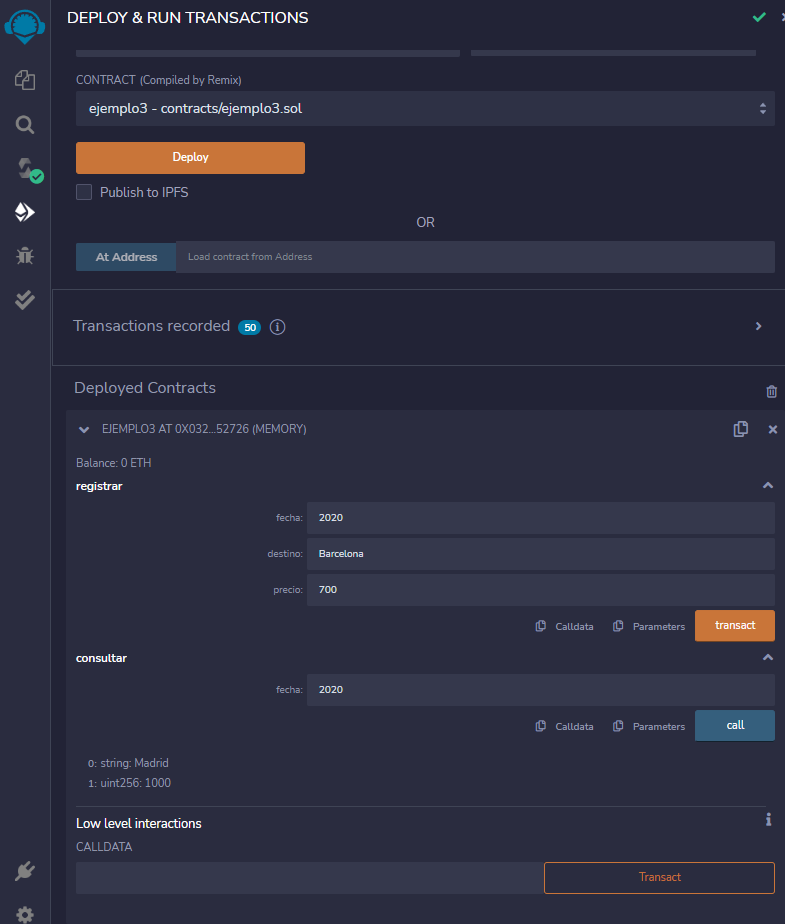 DEPLOY & RUN TRANSACTIONS
CONTRACT (Compiled by Remix)
ejemplo3 - contracts/ejemplo3.sol
Deploy
Publish to IPFS
OR
At Address Load contract from Address
Transactions recorded 50 i
Deployed Contracts
EJEMPLO3 AT 0X032...52726 (MEMORY)
Balance: 0 ETH
registrar
fecha: 2020
destino: Barcelona
precio: 700
Calldata Parameters transact
consultar
fecha: 2020
Calldata Parameters call
0: string: Madrid
1: uint256: 1000
Low level interactions i
CALLDATA
Transact